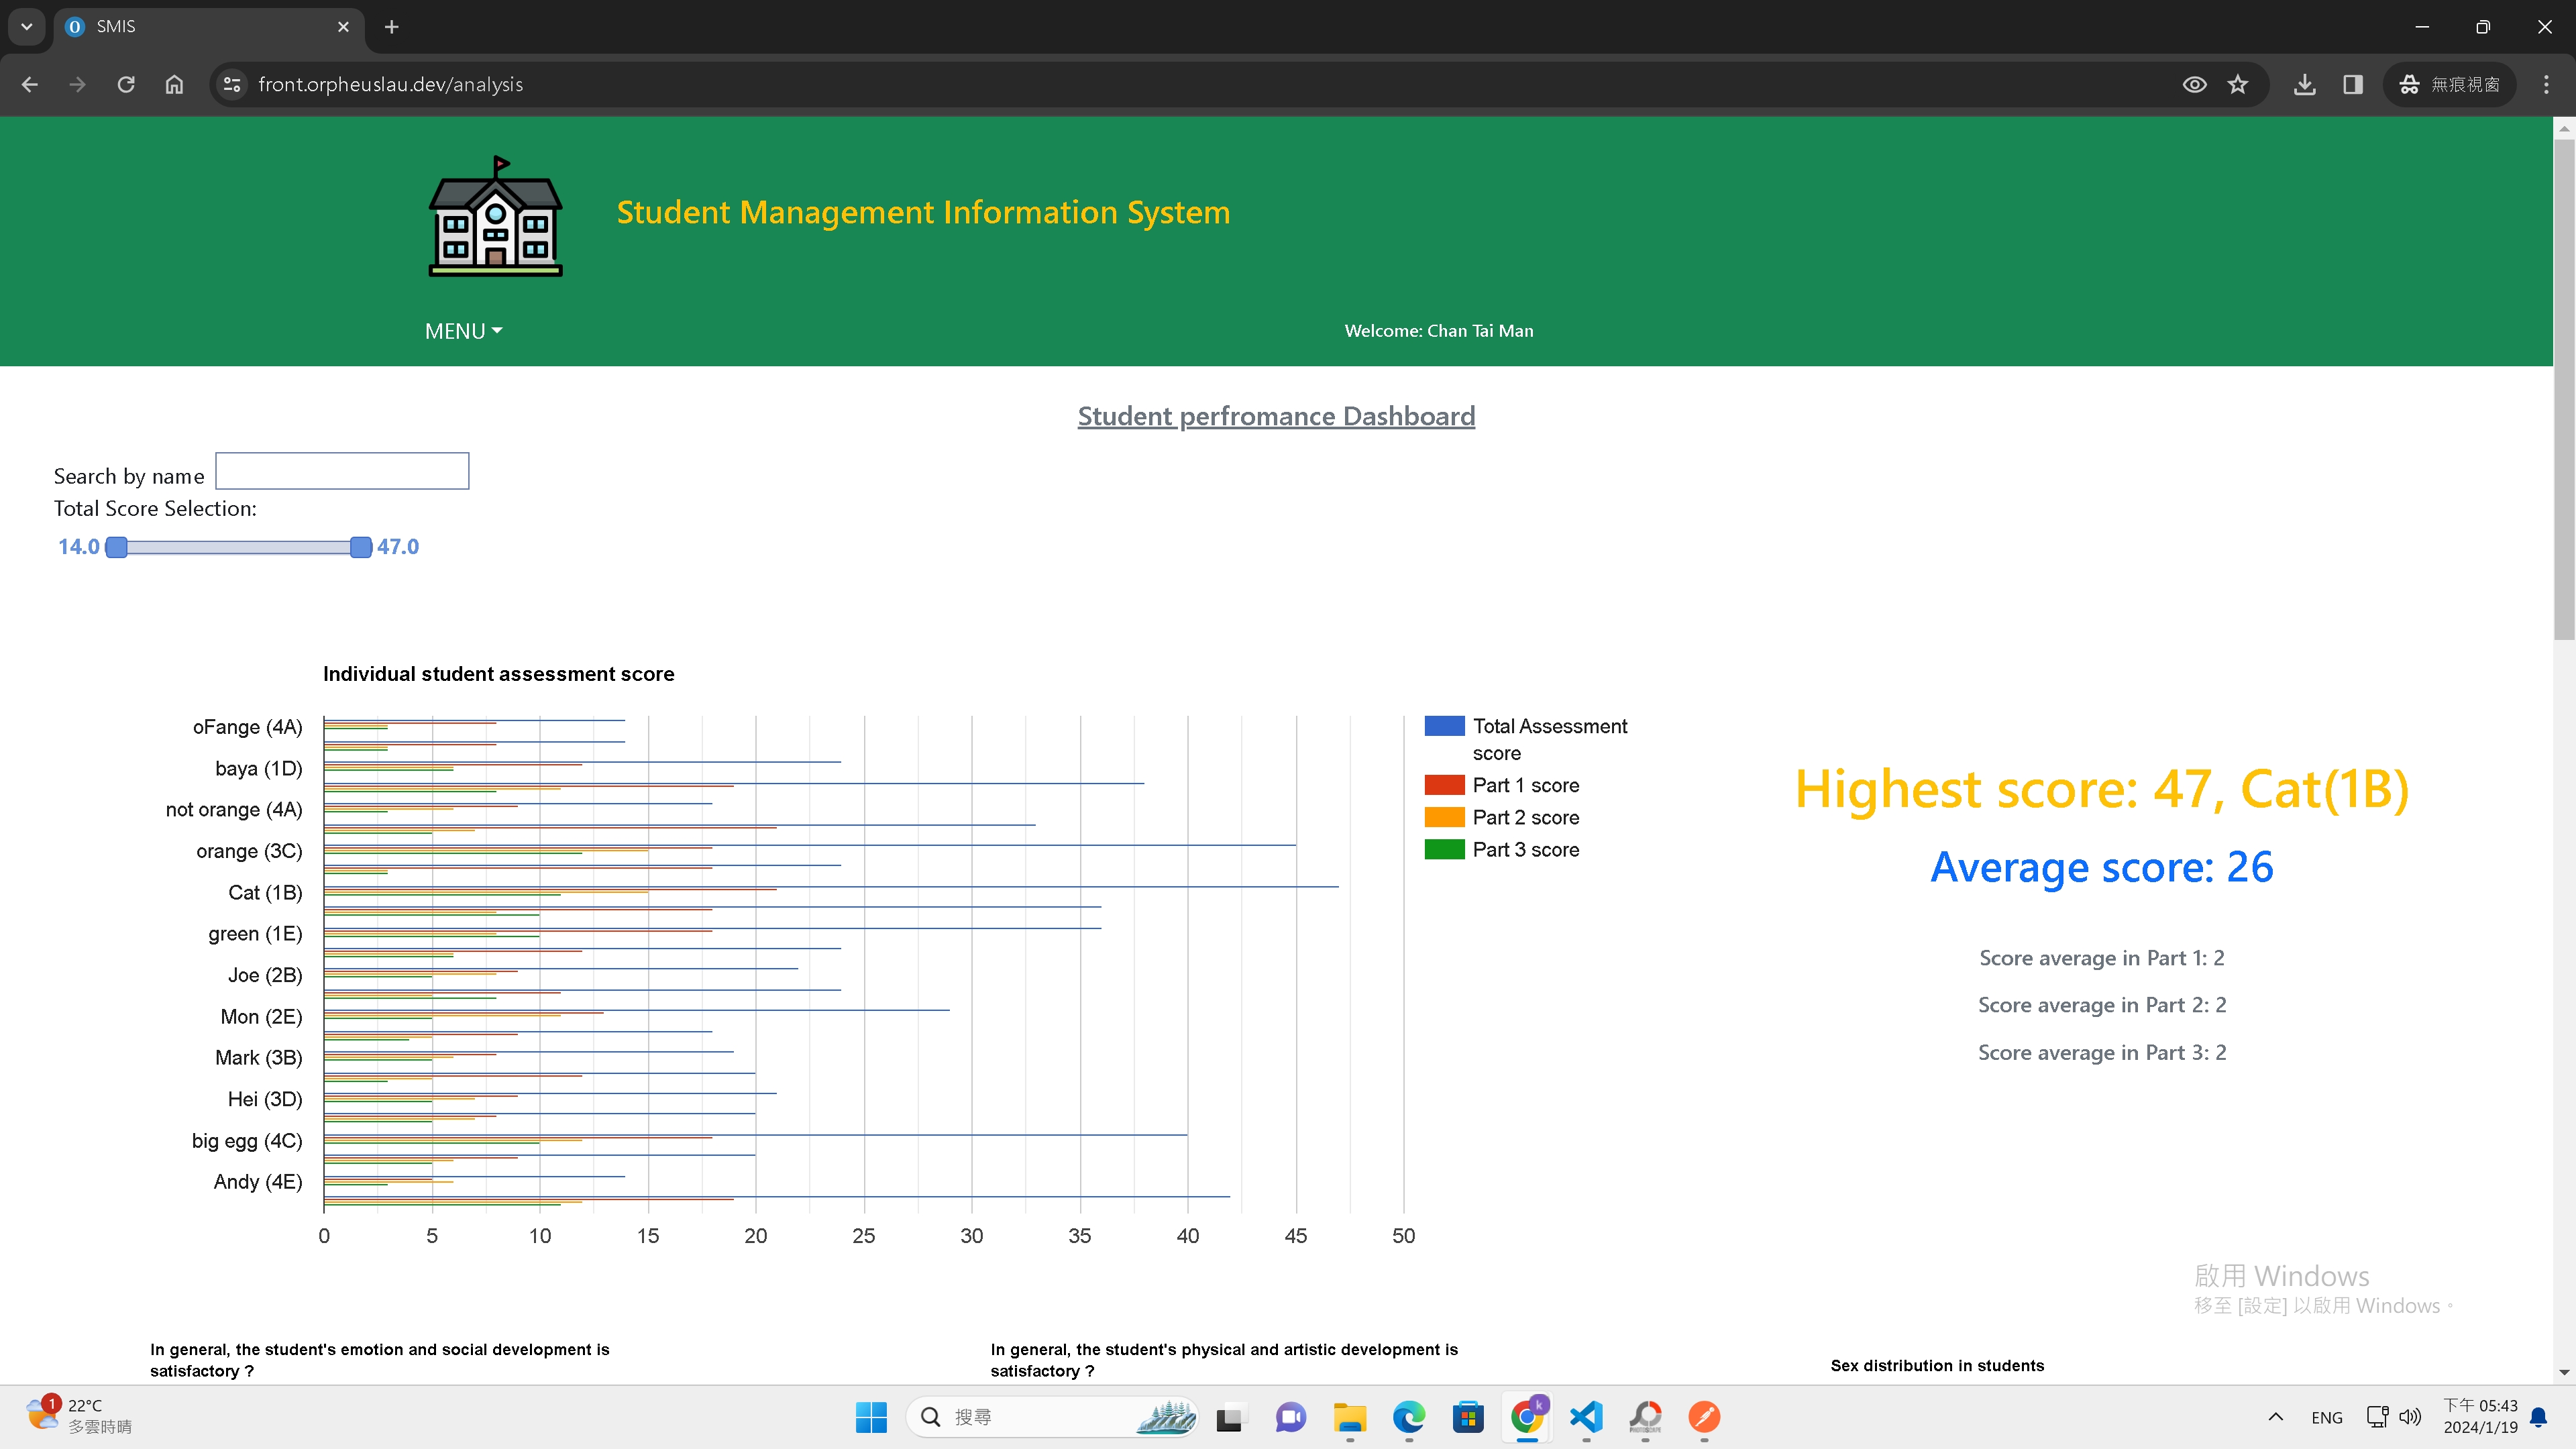 SMIS
front.orpheuslau.dev/analysis
無痕視窗
Student Management Information System
MENU
Welcome: Chan Tai Man
Student perfromance Dashboard
Search by name
Total Score Selection:
14.0 47.0
Individual student assessment score
oFange (4A)
baya (1D)
not orange (4A)
orange (3C)
Cat (1B)
green (1E)
Joe (2B)
Mon (2E)
Mark (3B)
Hei (3D)
big egg (4C)
Andy (4E)
0 5 10 15 20 25 30 35 40 45 50
Total Assessment
score
Part 1 score
Part 2 score
Part 3 score
Highest score: 47, Cat(1B)
Average score: 26
Score average in Part 1: 2
Score average in Part 2: 2
Score average in Part 3: 2
啟用 Windows
移至 [設定] 以啟用 Windows。
In general, the student's emotion and social development is
satisfactory ?
In general, the student's physical and artistic development is
satisfactory ?
Sex distribution in students
1
22°C
多雲時晴
搜尋
k
ENG
下午 05:43
2024/1/19